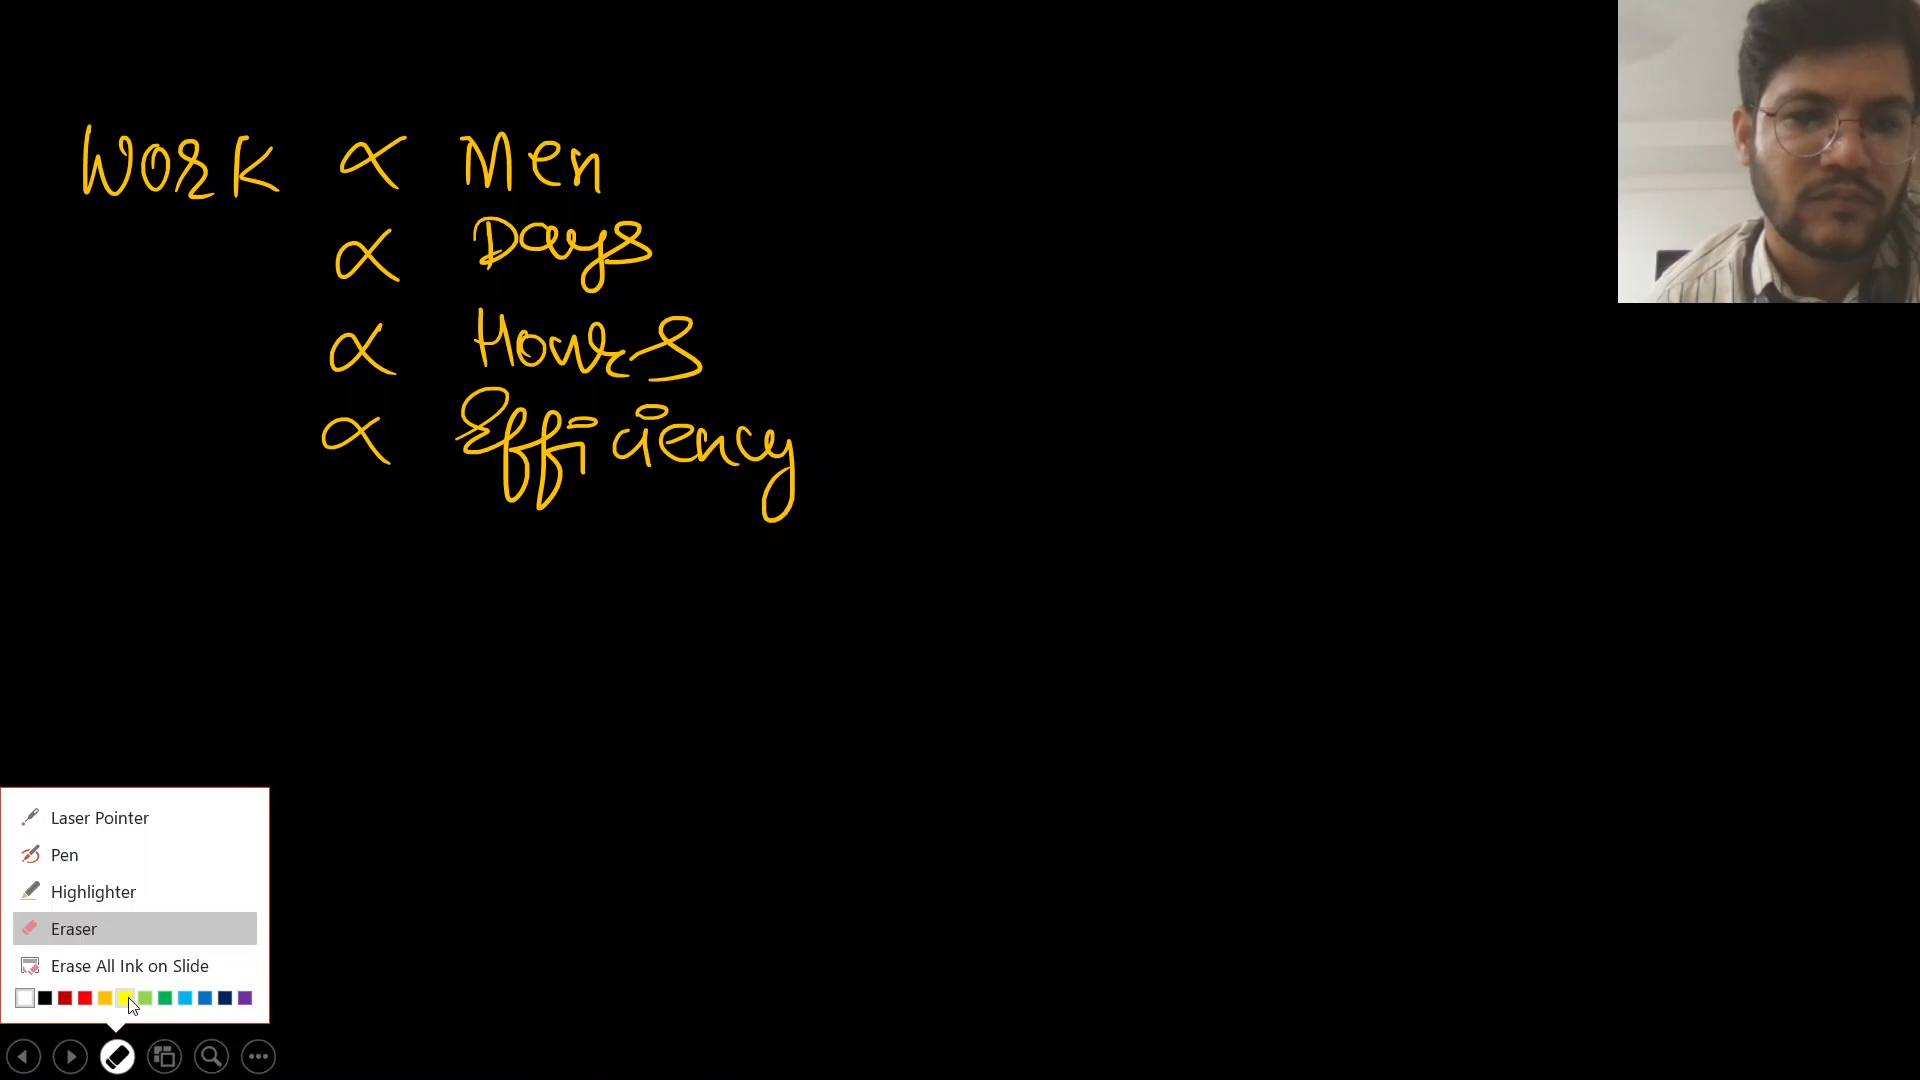 Work ∝ Men
∝ Days
∝ Hours
∝ Efficiency
Laser Pointer
Pen
Highlighter
Eraser
Erase All Ink on Slide